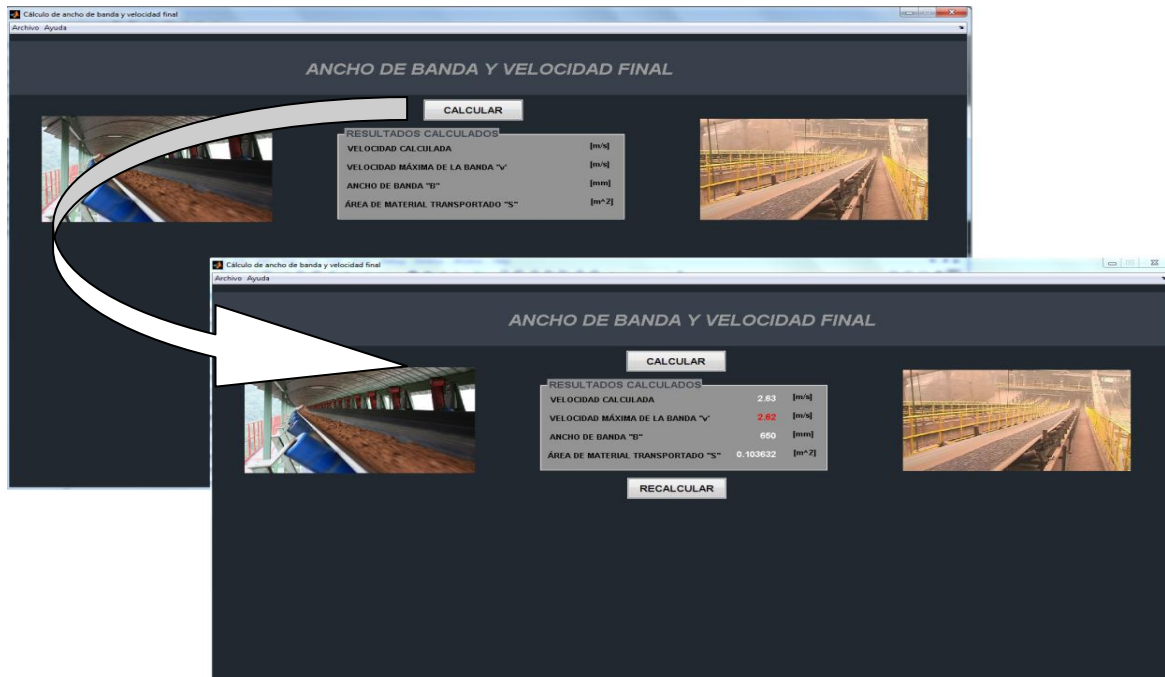 Cálculo de ancho de banda y velocidad final
Archivo Ayuda
ANCHO DE BANDA Y VELOCIDAD FINAL
CALCULAR
RESULTADOS CALCULADOS
VELOCIDAD CALCULADA [m/s]
VELOCIDAD MÁXIMA DE LA BANDA "v" [m/s]
ANCHO DE BANDA "B" [mm]
ÁREA DE MATERIAL TRANSPORTADO "S" [m^2]
Cálculo de ancho de banda y velocidad final
Archivo Ayuda
ANCHO DE BANDA Y VELOCIDAD FINAL
CALCULAR
RESULTADOS CALCULADOS
VELOCIDAD CALCULADA 2.63 [m/s]
VELOCIDAD MÁXIMA DE LA BANDA "v" 2.62 [m/s]
ANCHO DE BANDA "B" 650 [mm]
ÁREA DE MATERIAL TRANSPORTADO "S" 0.103632 [m^2]
RECALCULAR